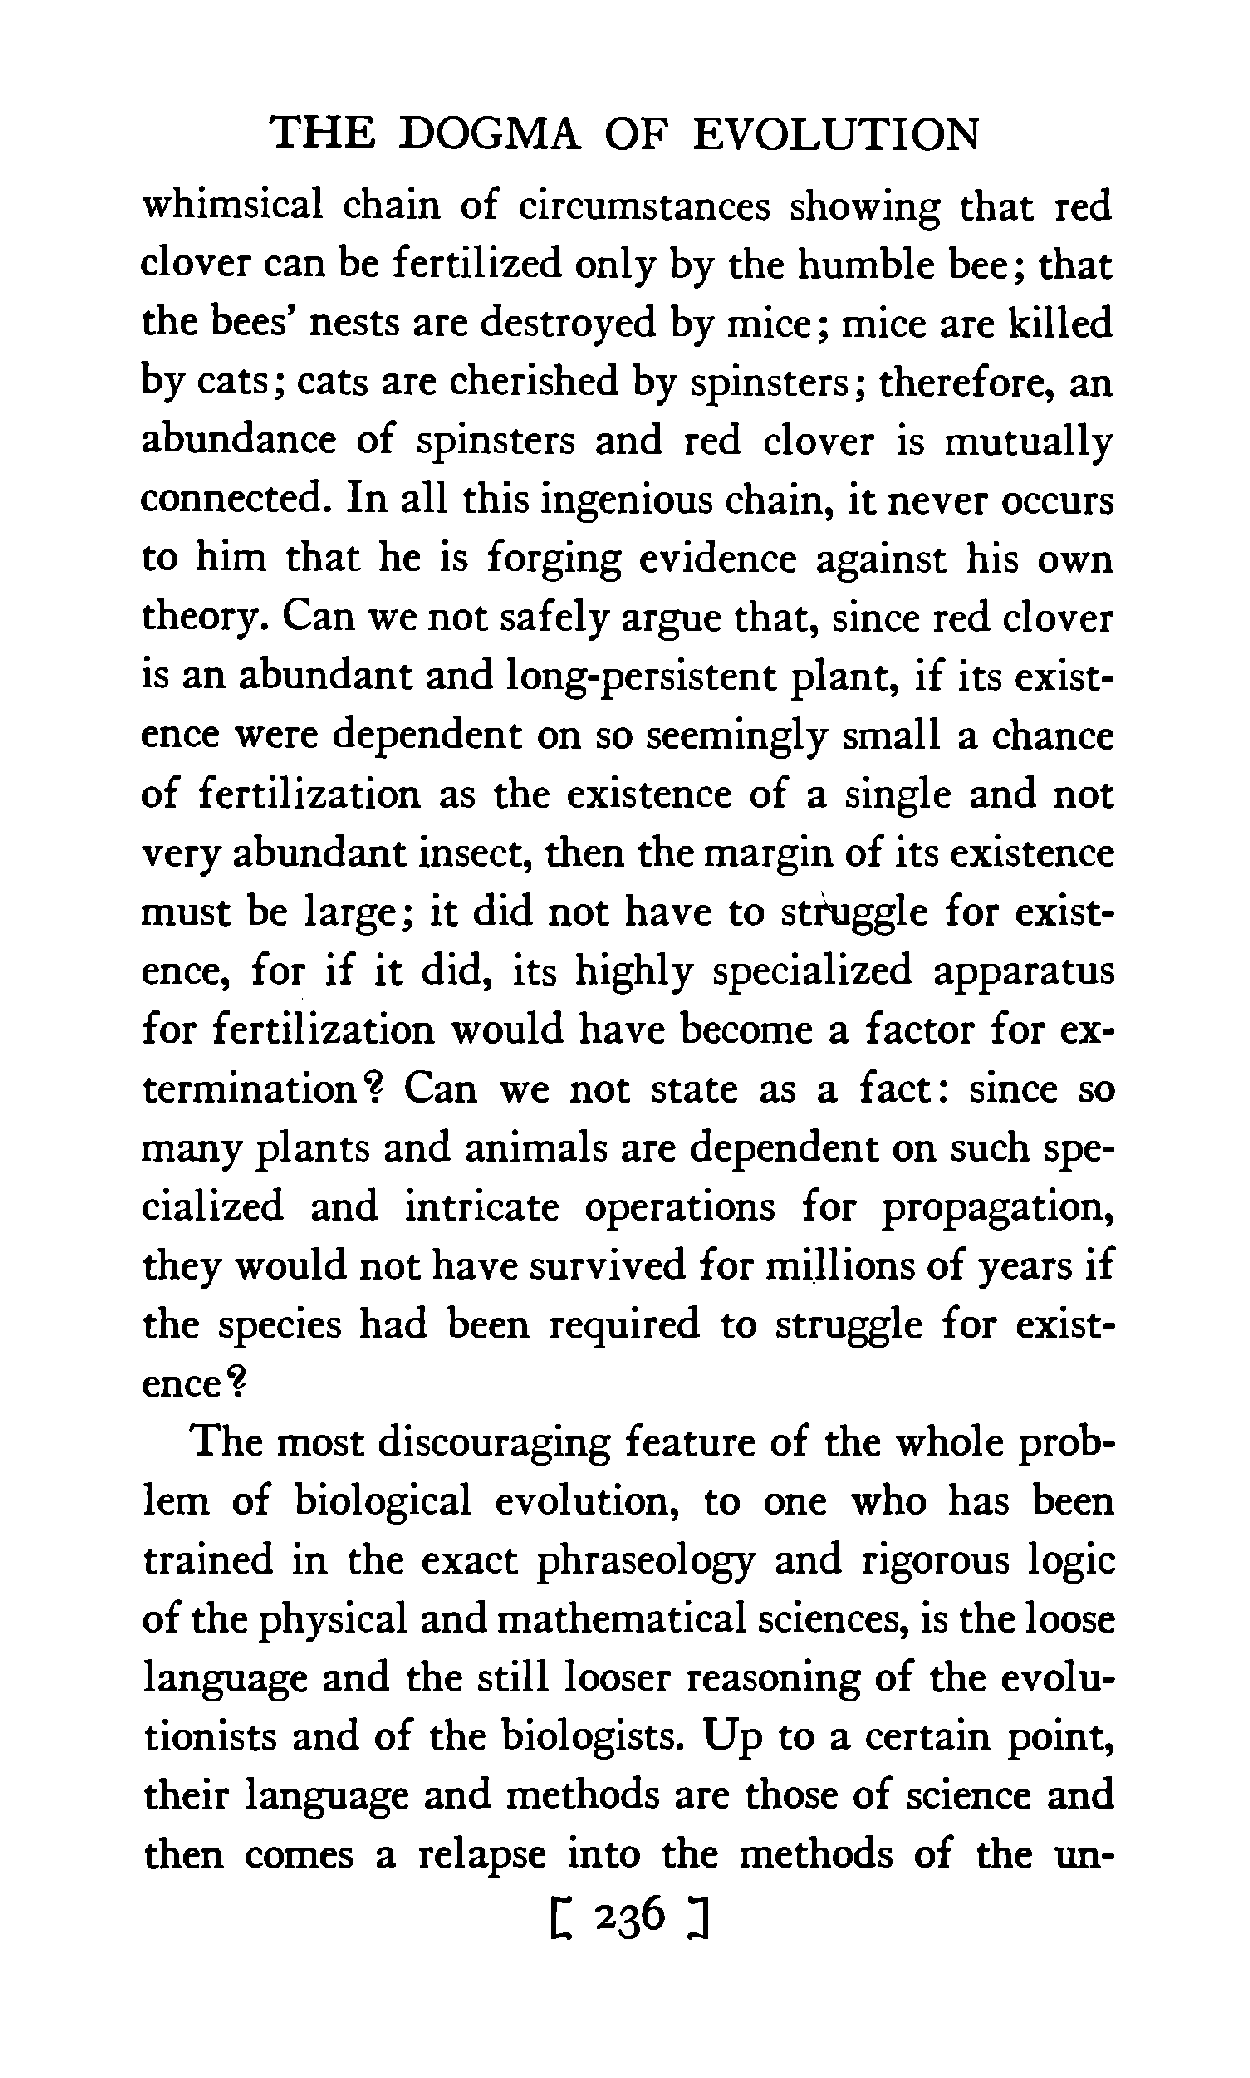 THE DOGMA OF EVOLUTION
whimsical chain of circumstances showing that red
clover can be fertilized only by the humble bee; that
the bees' nests are destroyed by mice; mice are killed
by cats; cats are cherished by spinsters; therefore, an
abundance of spinsters and red clover is mutually
connected. In all this ingenious chain, it never occurs
to him that he is forging evidence against his own
theory. Can we not safely argue that, since red clover
is an abundant and long-persistent plant, if its exist-
ence were dependent on so seemingly small a chance
of fertilization as the existence of a single and not
very abundant insect, then the margin of its existence
must be large; it did not have to struggle for exist-
ence, for if it did, its highly specialized apparatus
for fertilization would have become a factor for ex-
termination? Can we not state as a fact: since so
many plants and animals are dependent on such spe-
cialized and intricate operations for propagation,
they would not have survived for millions of years if
the species had been required to struggle for exist-
ence?
The most discouraging feature of the whole prob-
lem of biological evolution, to one who has been
trained in the exact phraseology and rigorous logic
of the physical and mathematical sciences, is the loose
language and the still looser reasoning of the evolu-
tionists and of the biologists. Up to a certain point,
their language and methods are those of science and
then comes a relapse into the methods of the un-
[ 236 ]